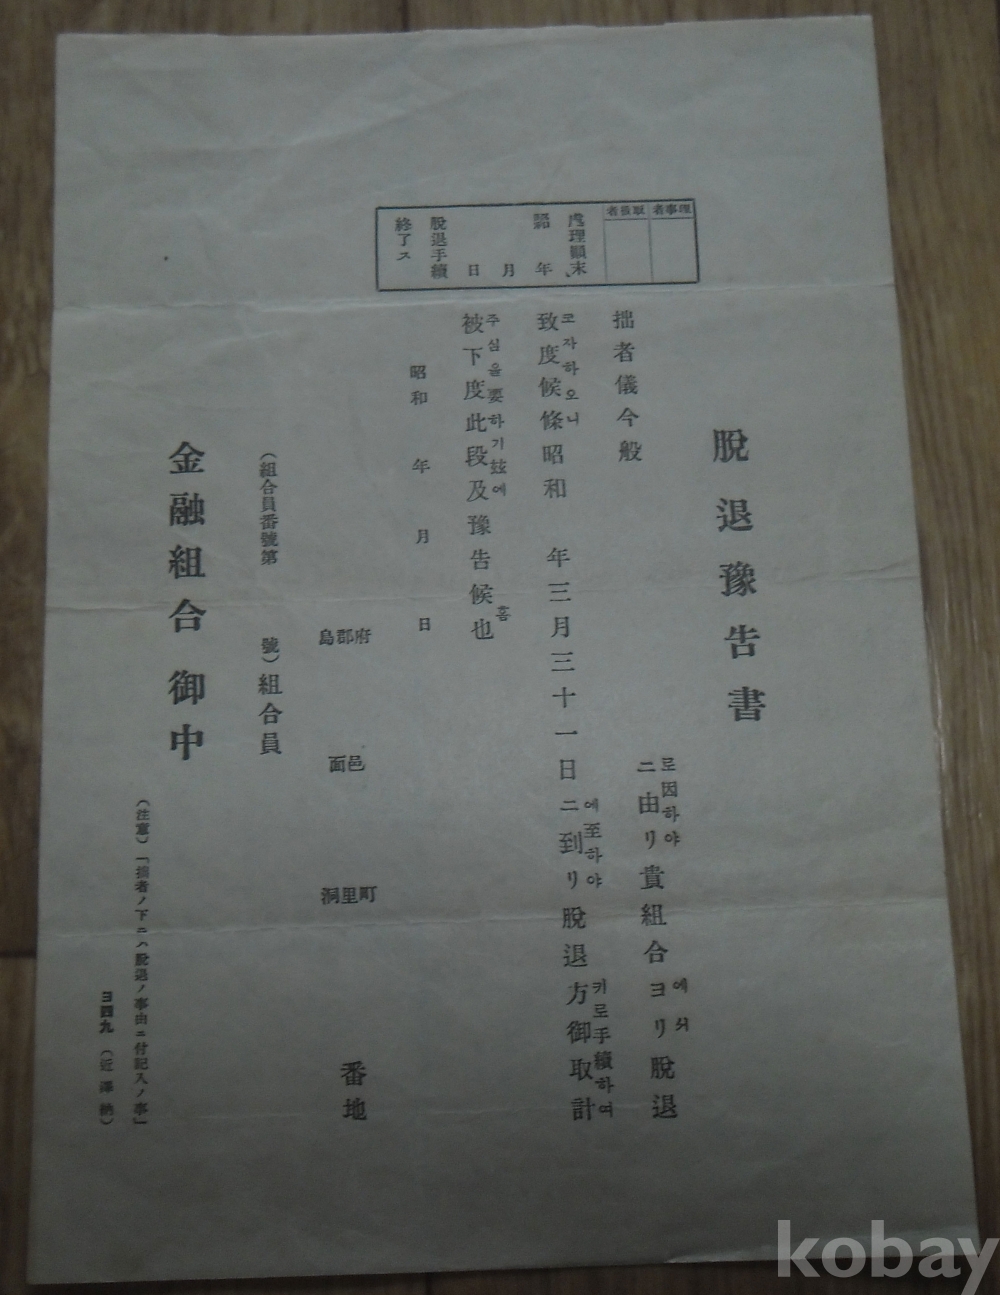 脫退豫告書
拙者儀今般
ニ由リ貴組合ヨリ脫退
로因하야
에서
致度候條昭和 年三月三十一日ニ到リ脫退方御取計
코자하오니
에至하야
키로手續하여
被下度此段及豫告候也
주심을要하기玆에
홈
昭和 年 月 日
府郡島
邑面
町里洞
番地
(組合員番號第 號)組合員
金融組合 御中
(注意)「拙者ノ下ニハ脫退ノ事由ニ付記入ノ事」
ヨ四九 (近澤納)
理事者
取扱者
處理顚末
昭和 年 月 日
脫退手續
終了ス
kobay